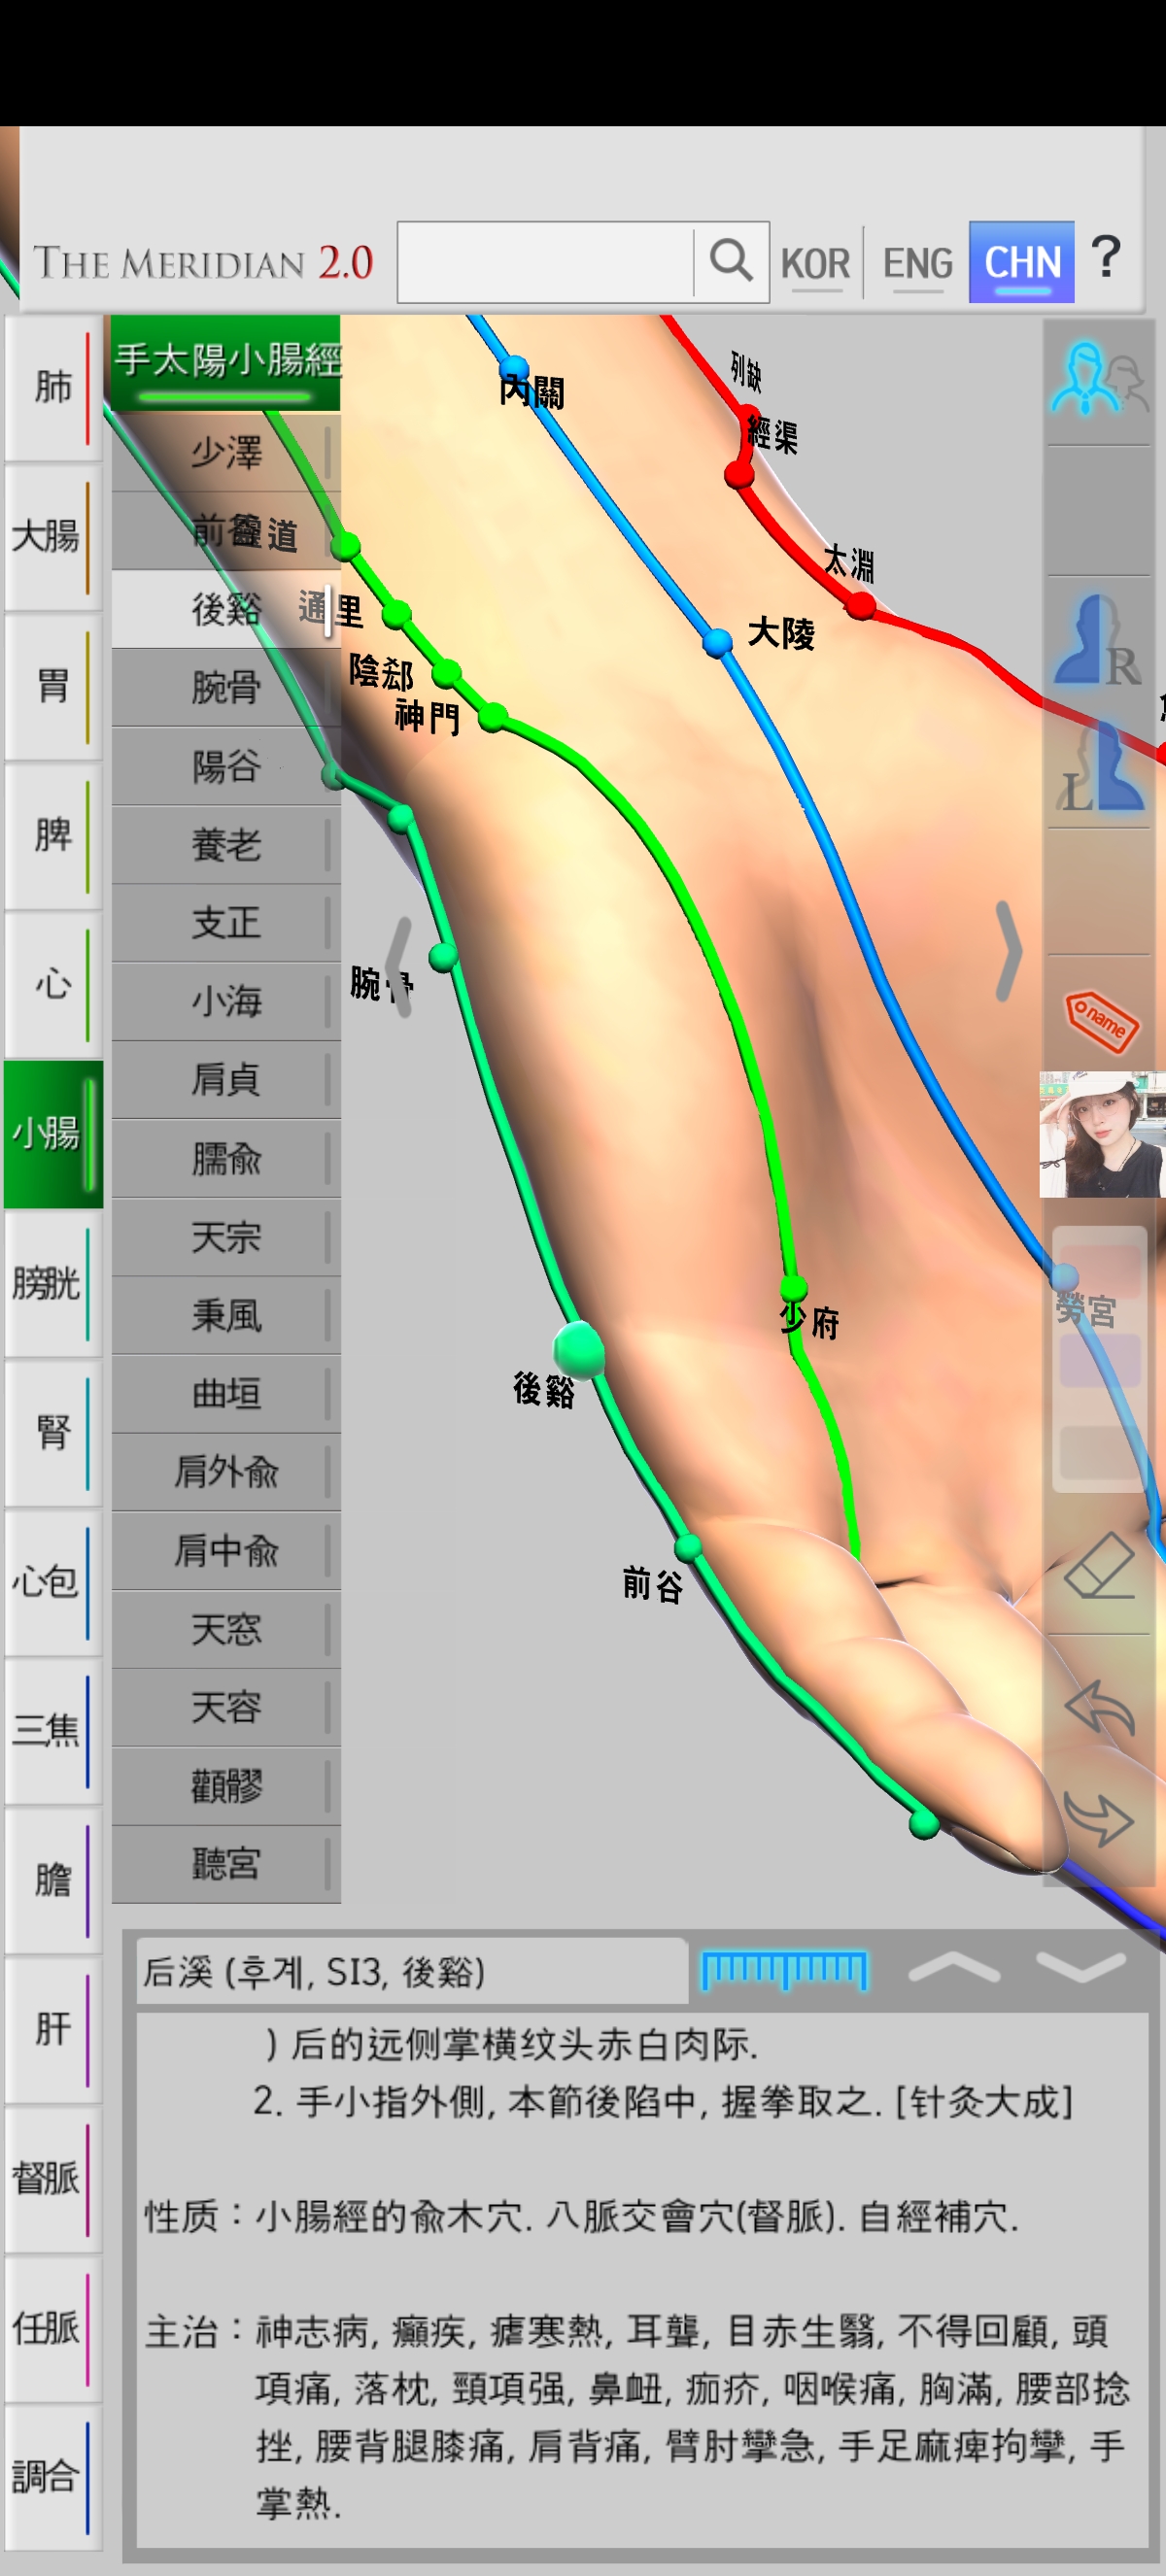 THE MERIDIAN 2.0
KOR
ENG
CHN
?
肺
大腸
胃
脾
心
小腸
膀胱
腎
心包
三焦
膽
肝
督脈
任脈
調合
手太陽小腸經
少澤
前谷
後谿
腕骨
陽谷
養老
支正
小海
肩貞
臑兪
天宗
秉風
曲垣
肩外兪
肩中兪
天窓
天容
顴髎
聽宮
內關
列缺
經渠
太淵
大陵
靈道
通里
陰郄
神門
腕骨
少府
勞宮
後谿
前谷
R
L
name
后溪 (후계, SI3, 後谿)
) 后的远侧掌横纹头赤白肉际.
2. 手小指外側, 本節後陷中, 握拳取之. [针灸大成]
性质：小腸經的兪木穴. 八脈交會穴(督脈). 自經補穴.
主治：神志病, 癲疾, 瘧寒熱, 耳聾, 目赤生翳, 不得回顧, 頭
項痛, 落枕, 頸項强, 鼻衄, 痂疥, 咽喉痛, 胸滿, 腰部捻
挫, 腰背腿膝痛, 肩背痛, 臂肘攣急, 手足麻痺拘攣, 手
掌熱.